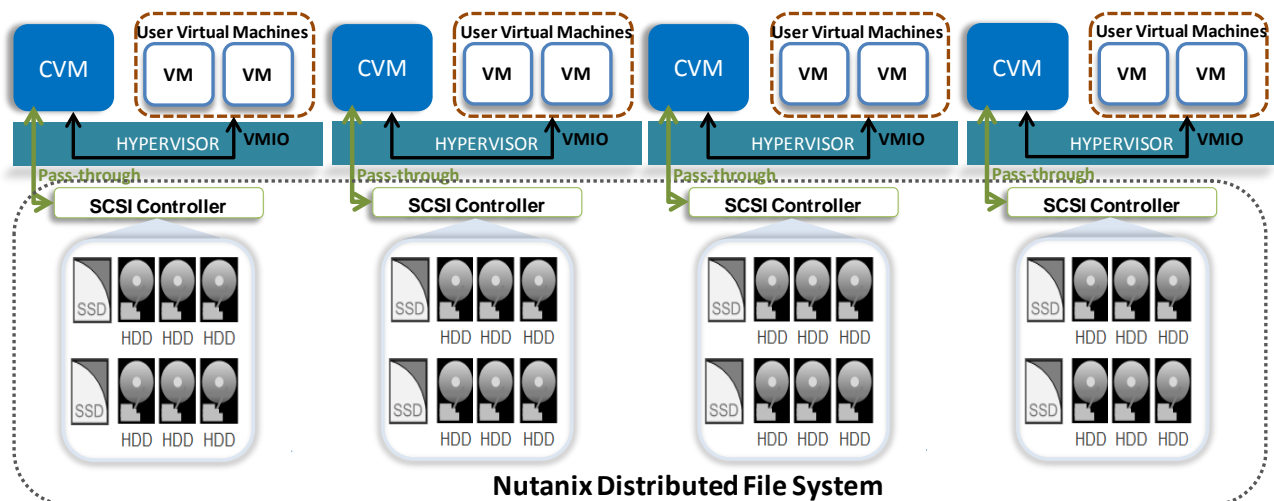 User Virtual Machines User Virtual Machines User Virtual Machines User Virtual Machines
CVM VM VM CVM VM VM CVM VM VM CVM VM VM
HYPERVISOR VMIO HYPERVISOR VMIO HYPERVISOR VMIO HYPERVISOR VMIO
Pass-through Pass-through Pass-through Pass-through
SCSI Controller SCSI Controller SCSI Controller SCSI Controller
SSD SSD SSD SSD
HDD HDD HDD HDD HDD HDD HDD HDD HDD HDD HDD HDD
SSD SSD SSD SSD
HDD HDD HDD HDD HDD HDD HDD HDD HDD HDD HDD HDD
Nutanix Distributed File System